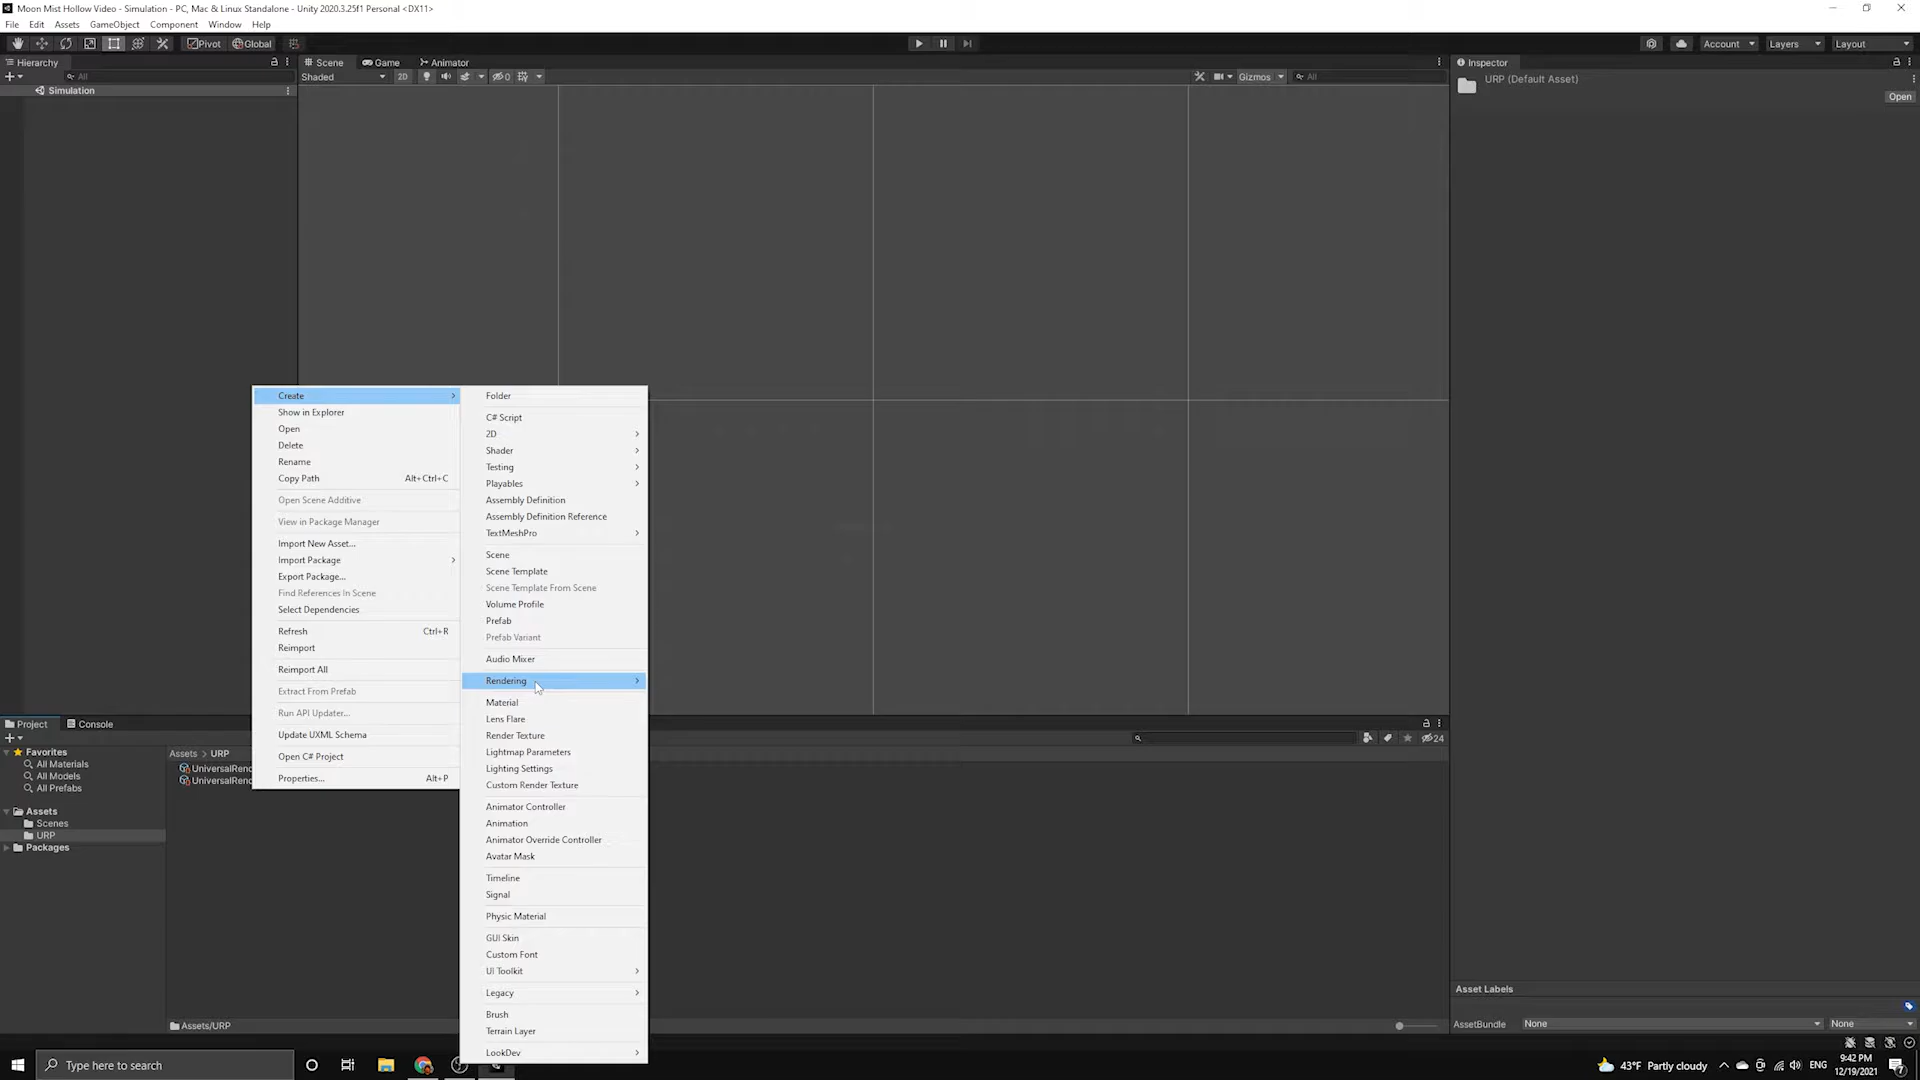 Moon Mist Hollow Video - Simulation - PC, Mac & Linux Standalone - Unity 2020.3.25f1 Personal <DX11>
File Edit Assets GameObject Component Window Help
Pivot Global Account Layers Layout
Hierarchy Scene Game Animator Inspector
All Shaded 2D 0 Gizmos All
URP (Default Asset)
Open
Simulation
Create
Show in Explorer
Open
Delete
Rename
Copy Path Alt+Ctrl+C
Open Scene Additive
View in Package Manager
Import New Asset...
Import Package
Export Package...
Find References In Scene
Select Dependencies
Refresh Ctrl+R
Reimport
Reimport All
Extract From Prefab
Run API Updater...
Update UXML Schema
Open C# Project
Properties... Alt+P
Folder
C# Script
2D
Shader
Testing
Playables
Assembly Definition
Assembly Definition Reference
TextMeshPro
Scene
Scene Template
Scene Template From Scene
Volume Profile
Prefab
Prefab Variant
Audio Mixer
Rendering
Material
Lens Flare
Render Texture
Lightmap Parameters
Lighting Settings
Custom Render Texture
Animator Controller
Animation
Animator Override Controller
Avatar Mask
Timeline
Signal
Physic Material
GUI Skin
Custom Font
UI Toolkit
Legacy
Brush
Terrain Layer
LookDev
Project Console
24
Favorites
All Materials
All Models
All Prefabs
Assets
Scenes
URP
Packages
Assets > URP
UniversalRend
UniversalRend
Assets/URP
Asset Labels
AssetBundle None None
Type here to search
43°F Partly cloudy ENG
9:42 PM
12/19/2021
7